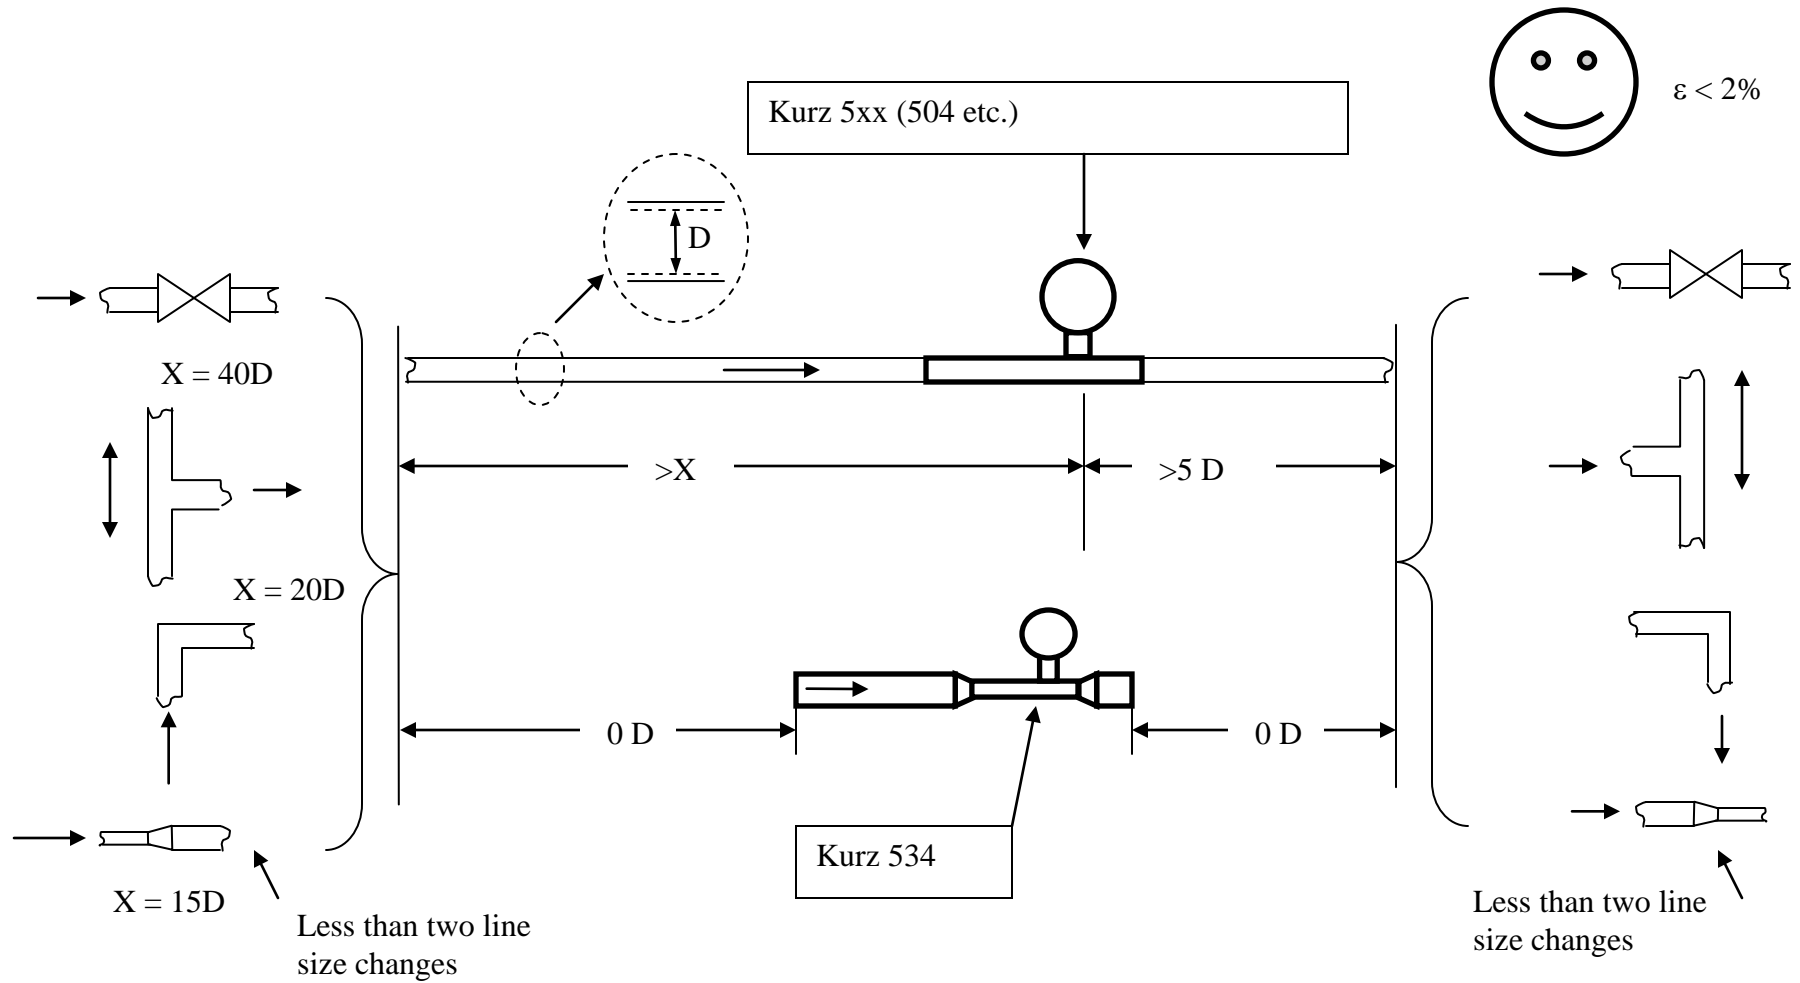 ε < 2%
Kurz 5xx (504 etc.)
D
X = 40D
>X
>5 D
X = 20D
0 D
0 D
Kurz 534
X = 15D
Less than two line
size changes
Less than two line
size changes